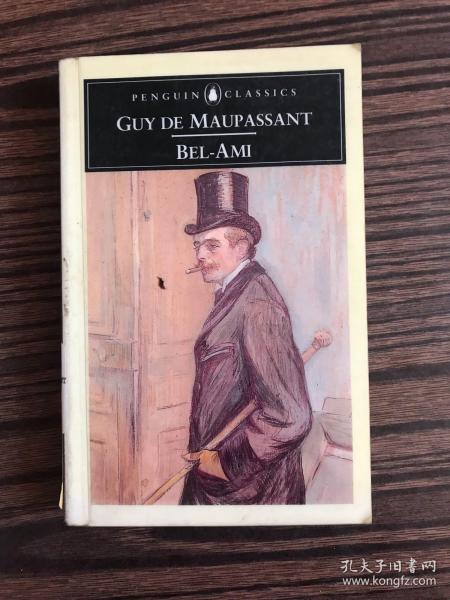 PENGUIN CLASSICS
GUY DE MAUPASSANT
BEL-AMI
孔夫子旧书网
www.kongfz.com